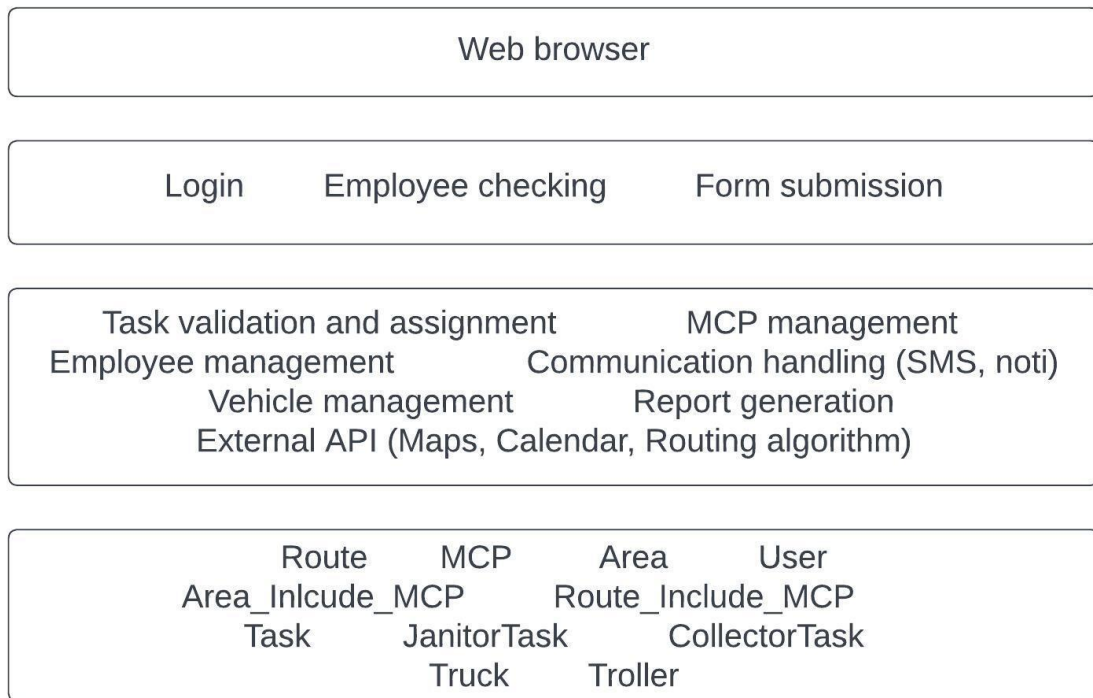 Web browser
Login Employee checking Form submission
Task validation and assignment MCP management
Employee management Communication handling (SMS, noti)
Vehicle management Report generation
External API (Maps, Calendar, Routing algorithm)
Route MCP Area User
Area_Inlcude_MCP Route_Include_MCP
Task JanitorTask CollectorTask
Truck Troller